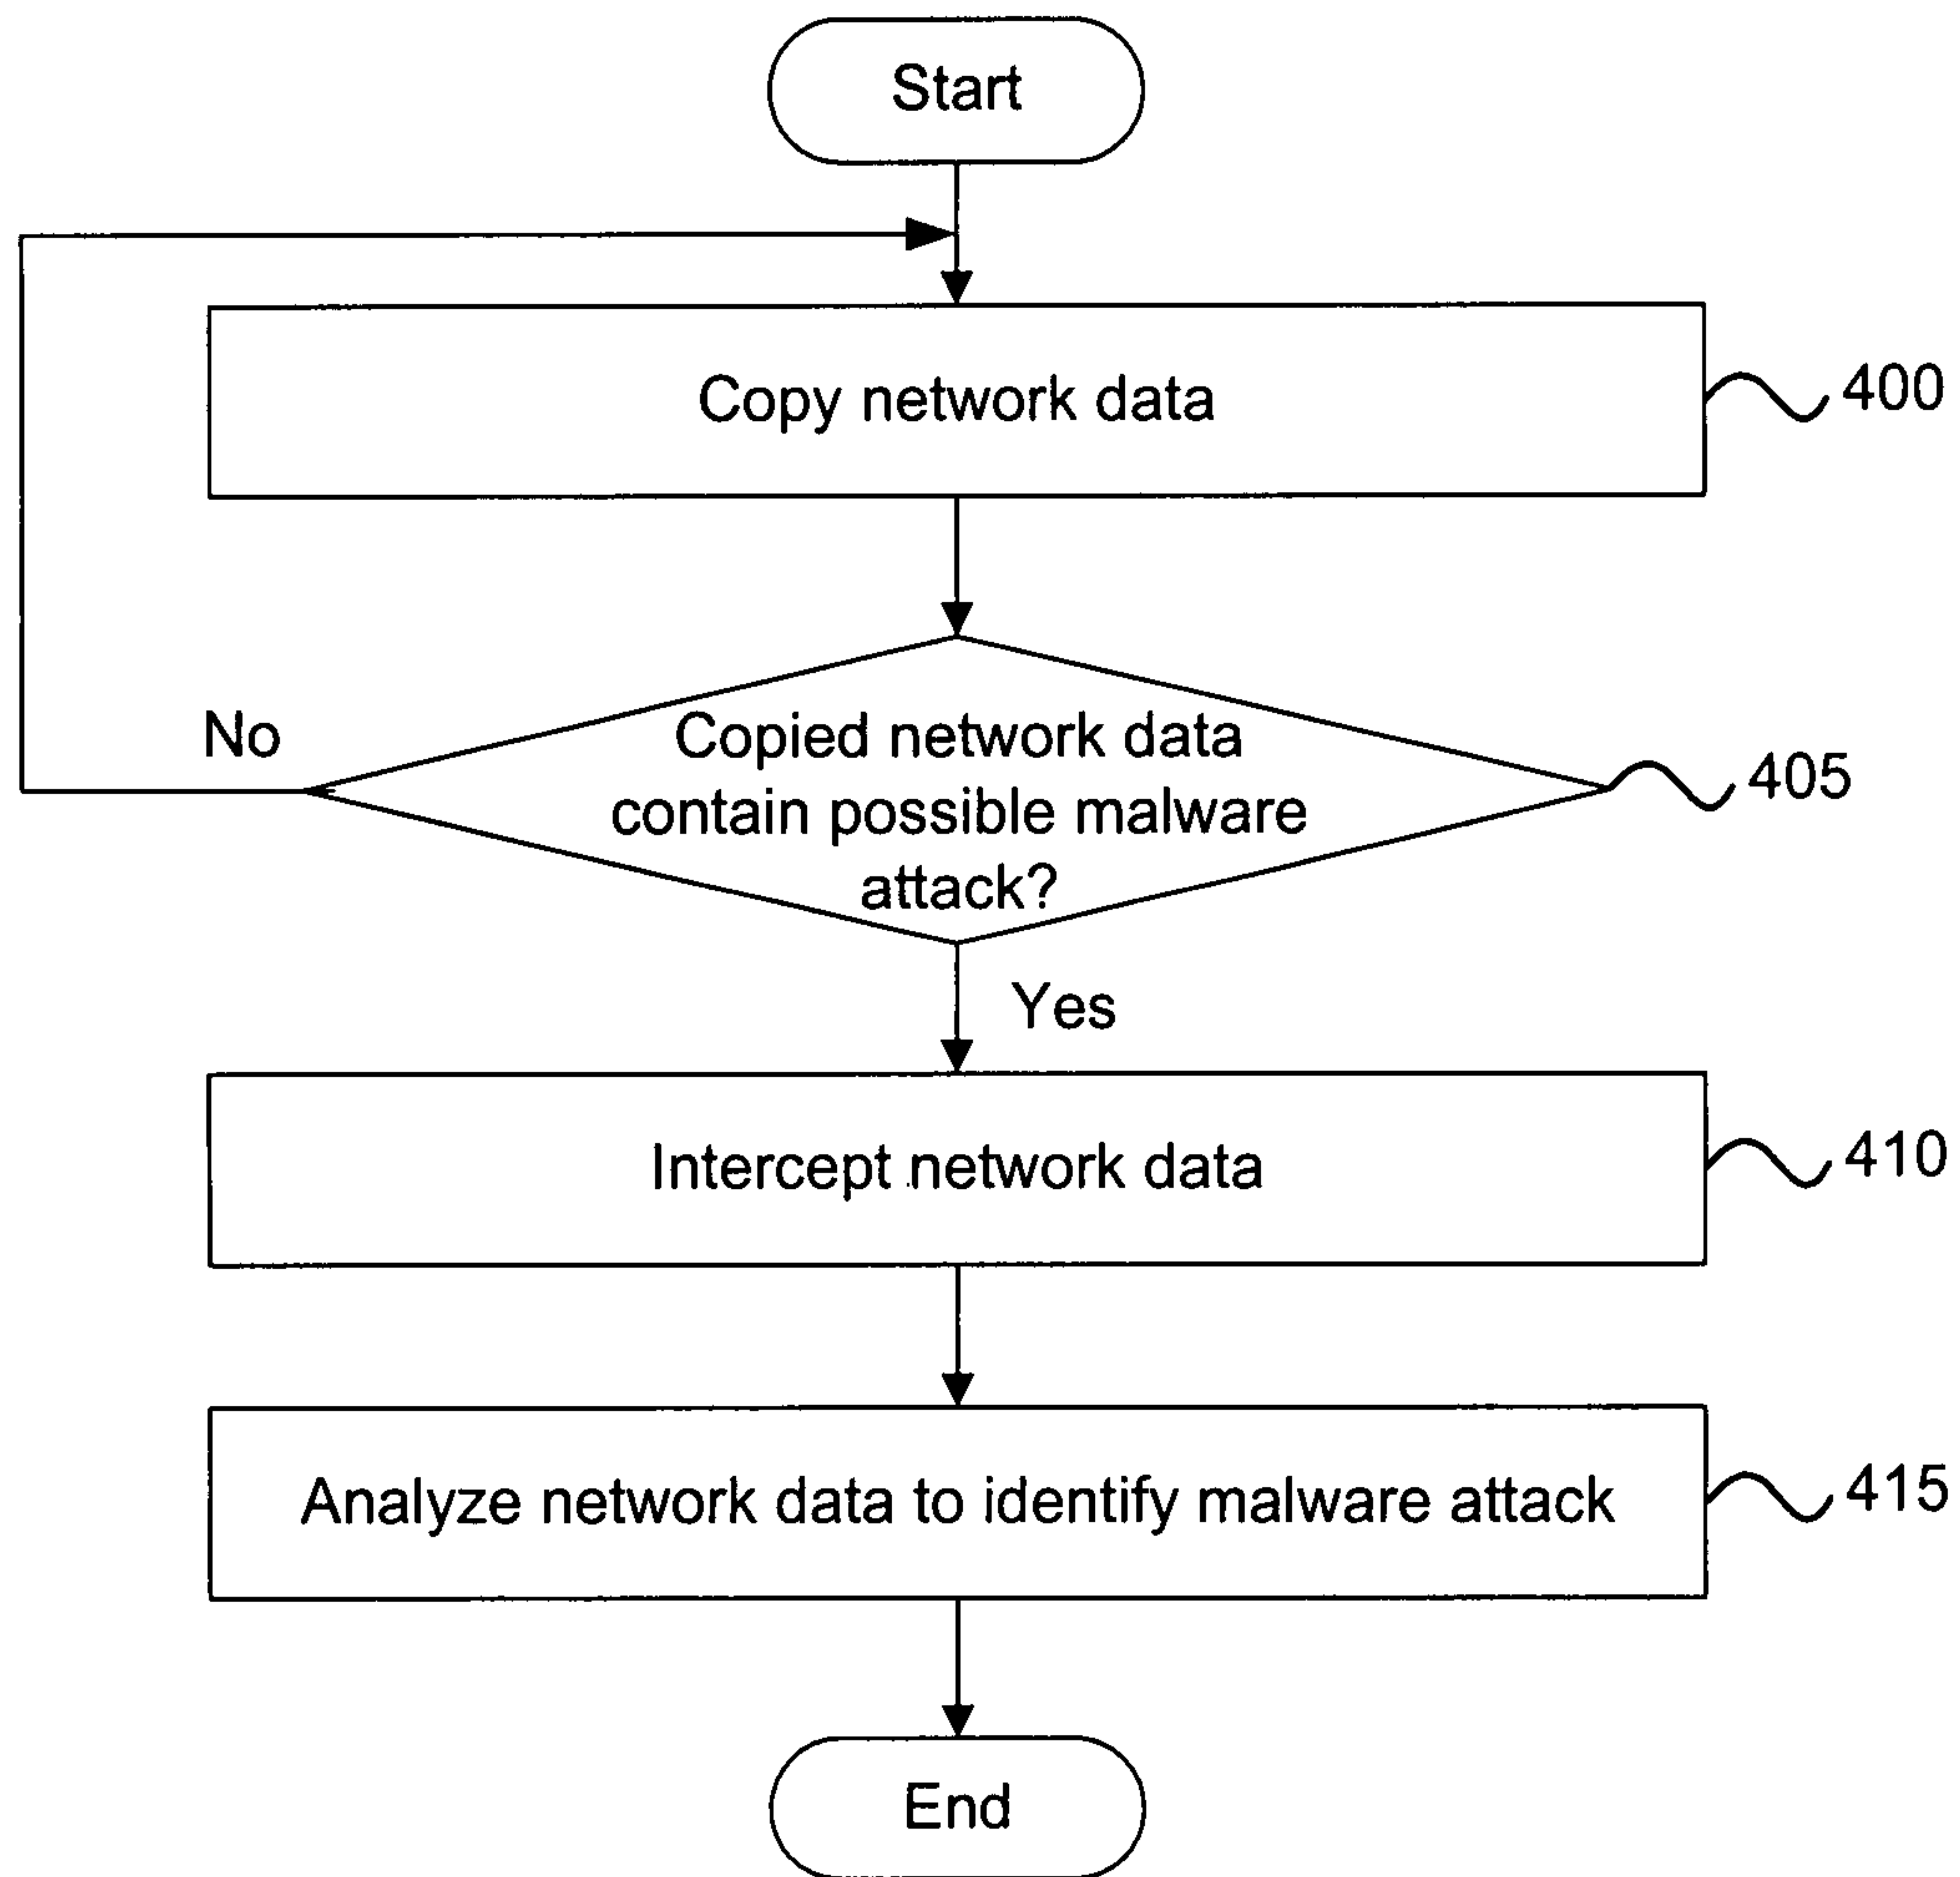 Start
Copy network data
400
No
Copied network data
contain possible malware
attack?
405
Yes
Intercept network data
410
Analyze network data to identify malware attack
415
End